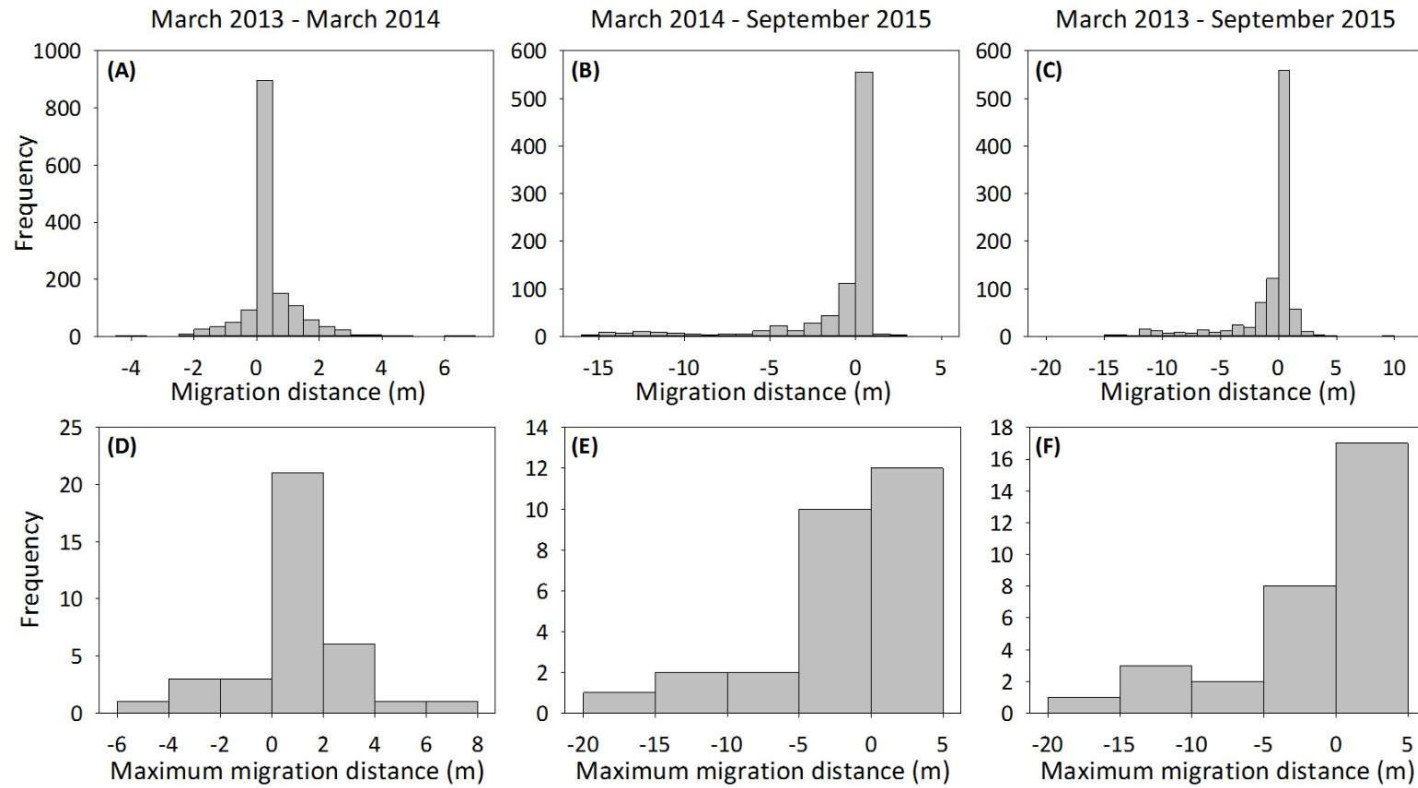 March 2013 - March 2014
March 2014 - September 2015
March 2013 - September 2015
(A)
Frequency
1000
800
600
400
200
0
-4 -2 0 2 4 6
Migration distance (m)
(B)
600
500
400
300
200
100
0
-15 -10 -5 0 5
Migration distance (m)
(C)
600
500
400
300
200
100
0
-20 -15 -10 -5 0 5 10
Migration distance (m)
(D)
Frequency
25
20
15
10
5
0
-6 -4 -2 0 2 4 6 8
Maximum migration distance (m)
(E)
14
12
10
8
6
4
2
0
-20 -15 -10 -5 0 5
Maximum migration distance (m)
(F)
18
16
14
12
10
8
6
4
2
0
-20 -15 -10 -5 0 5
Maximum migration distance (m)